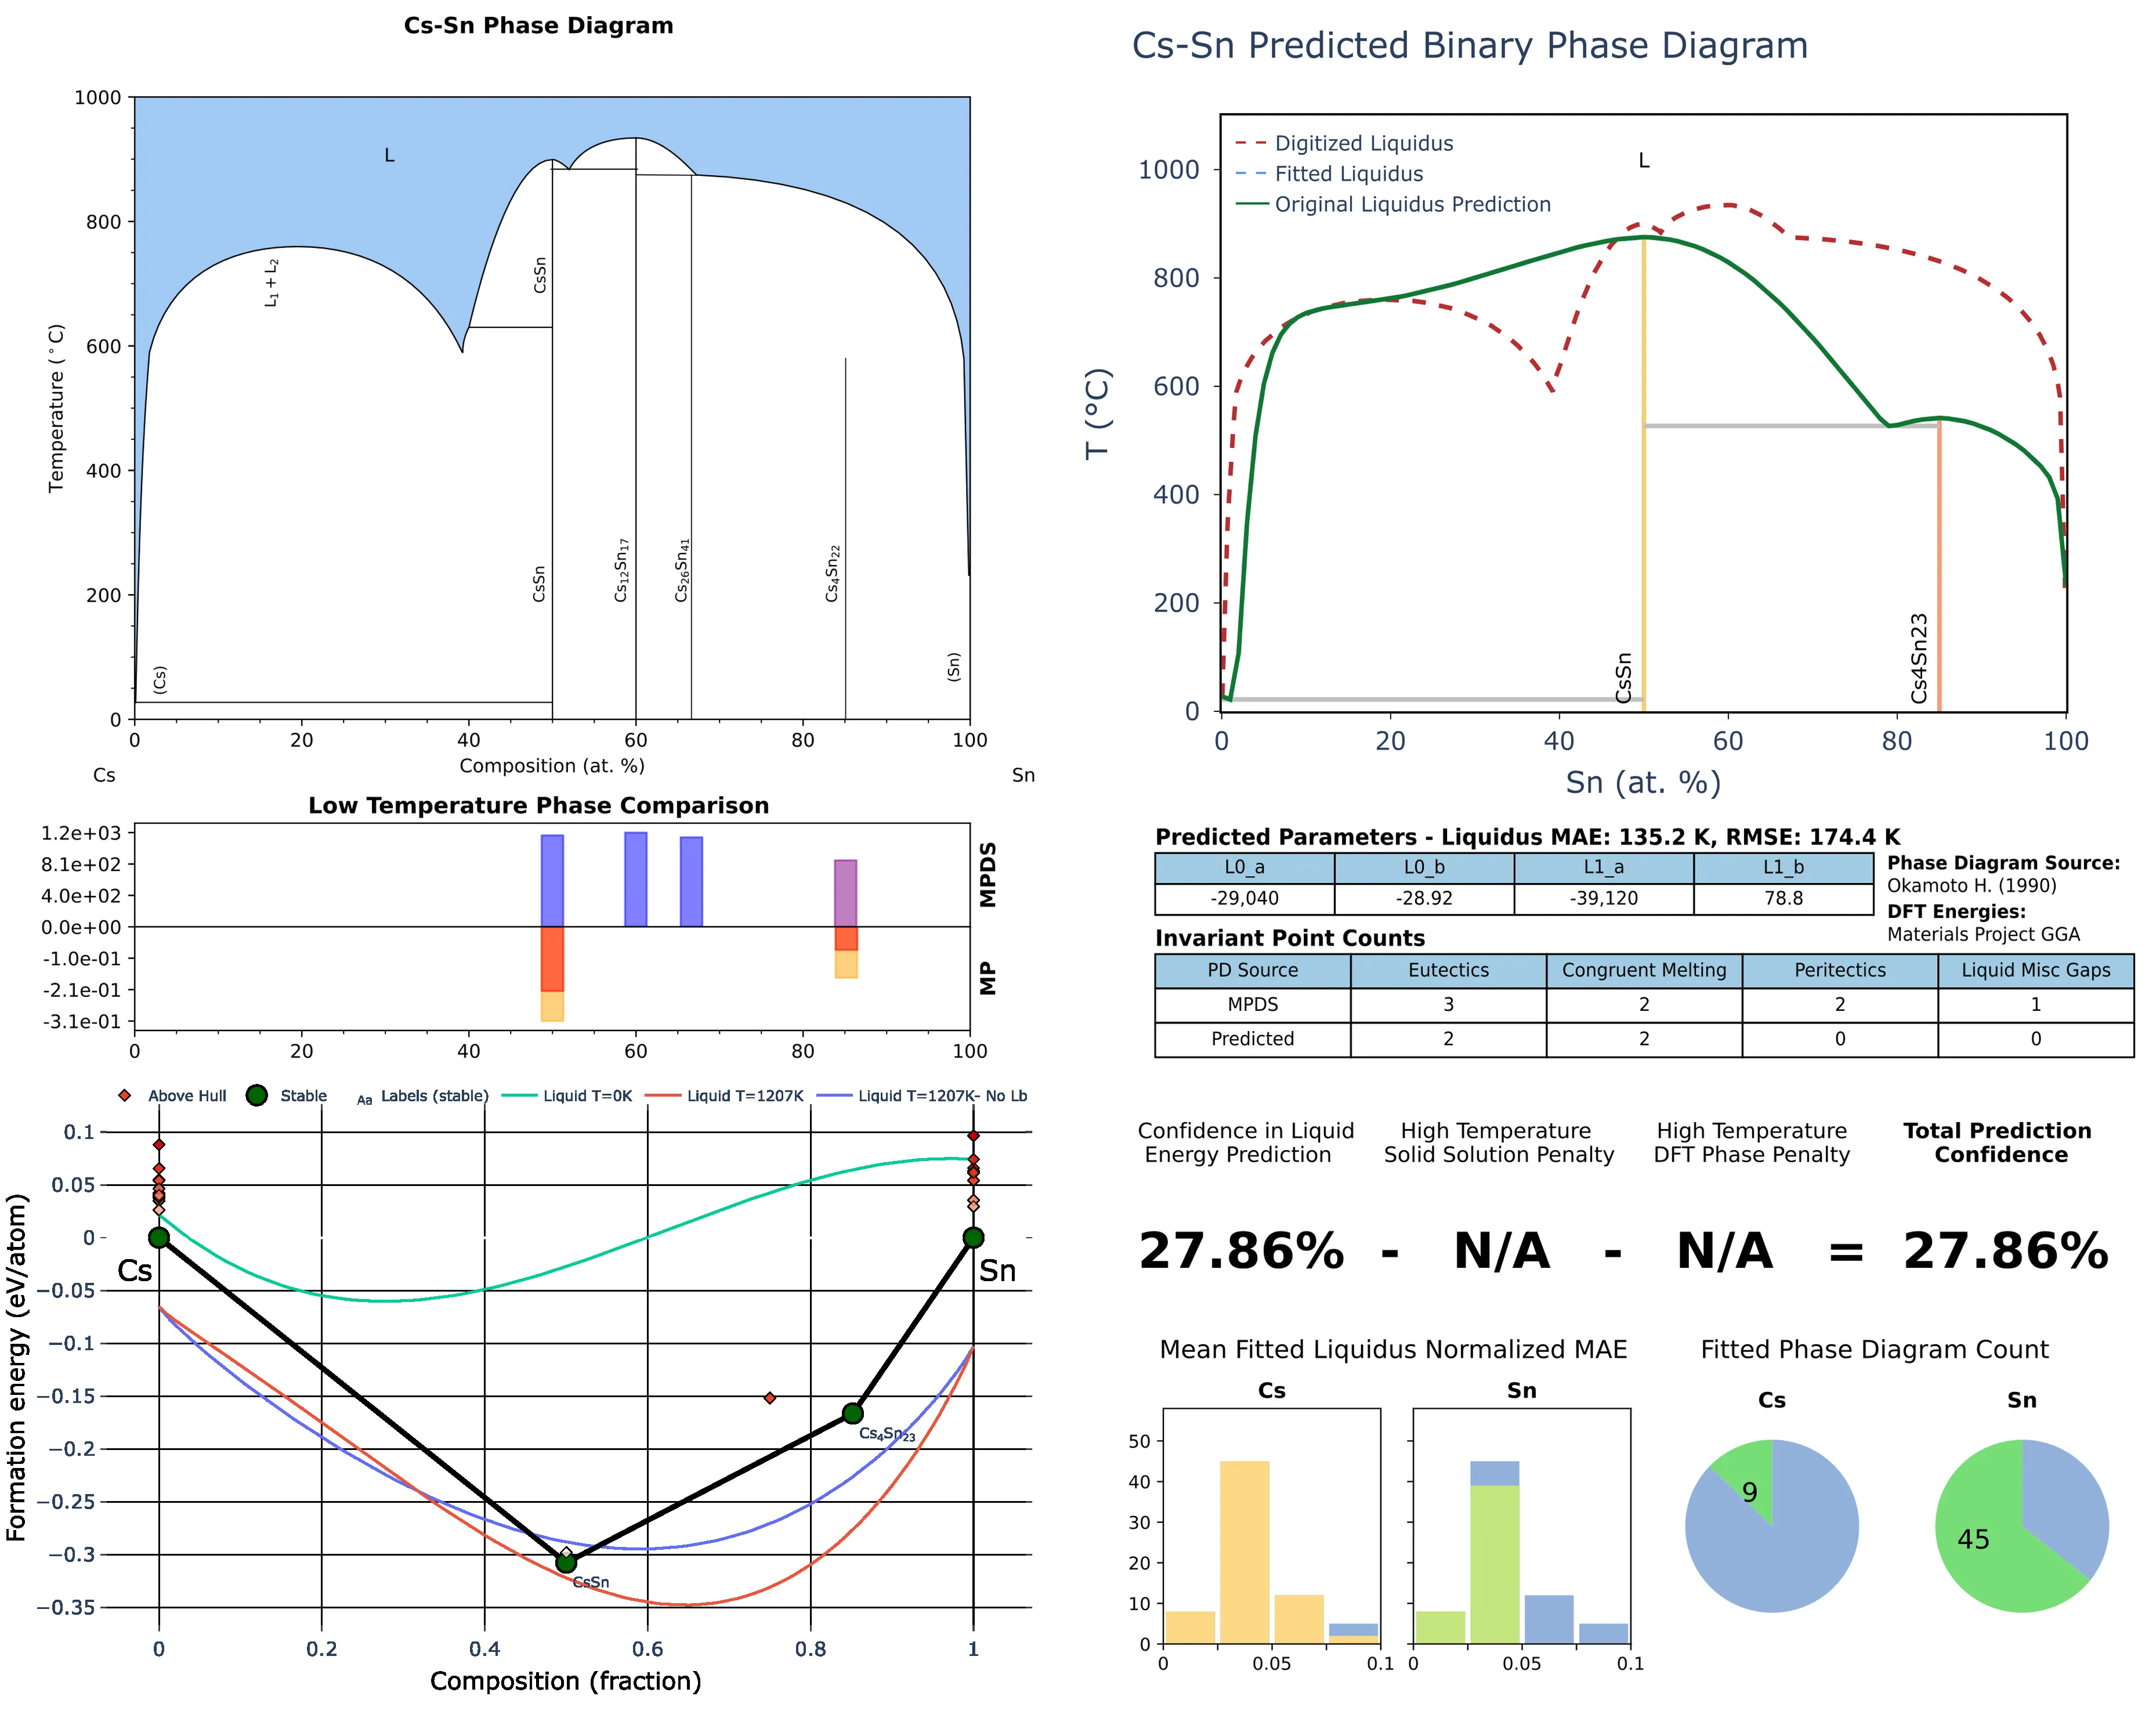 Cs-Sn Phase Diagram
1000
800
600
400
200
0
Temperature (°C)
L
L₁ + L₂
CsSn
CsSn
Cs₁₂Sn₁₇
Cs₂₆Sn₄₁
Cs₄Sn₂₂
(Cs)
(Sn)
0 20 40 60 80 100
Composition (at. %)
Cs
Sn
Cs-Sn Predicted Binary Phase Diagram
Digitized Liquidus
Fitted Liquidus
Original Liquidus Prediction
L
1000
800
600
400
200
0
T (°C)
CsSn
Cs4Sn23
0 20 40 60 80 100
Sn (at. %)
Low Temperature Phase Comparison
1.2e+03
8.1e+02
4.0e+02
0.0e+00
-1.0e-01
-2.1e-01
-3.1e-01
MPDS
MP
0 20 40 60 80 100
Predicted Parameters - Liquidus MAE: 135.2 K, RMSE: 174.4 K
L0_a L0_b L1_a L1_b
-29,040 -28.92 -39,120 78.8
Phase Diagram Source:
Okamoto H. (1990)
DFT Energies:
Materials Project GGA
Invariant Point Counts
PD Source Eutectics Congruent Melting Peritectics Liquid Misc Gaps
MPDS 3 2 2 1
Predicted 2 2 0 0
Above Hull Stable Aa Labels (stable) Liquid T=0K Liquid T=1207K Liquid T=1207K- No Lb
0.1
0.05
0
−0.05
−0.1
−0.15
−0.2
−0.25
−0.3
−0.35
Formation energy (eV/atom)
Cs
Sn
Cs₄Sn₂₃
CsSn
0 0.2 0.4 0.6 0.8 1
Composition (fraction)
Confidence in Liquid
Energy Prediction
High Temperature
Solid Solution Penalty
High Temperature
DFT Phase Penalty
Total Prediction
Confidence
27.86% - N/A - N/A = 27.86%
Mean Fitted Liquidus Normalized MAE
Cs
Sn
50
40
30
20
10
0
0 0.05 0.1
0 0.05 0.1
Fitted Phase Diagram Count
Cs
Sn
9
45